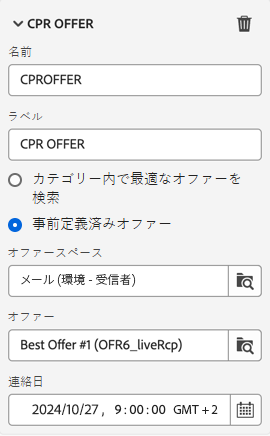 CPR OFFER
名前
CPROFFER
ラベル
CPR OFFER
カテゴリー内で最適なオファーを
検索
事前定義済みオファー
オファースペース
メール (環境 - 受信者)
オファー
Best Offer #1 (OFR6_liveRcp)
連絡日
2024/10/27 , 9:00:00 GMT+2